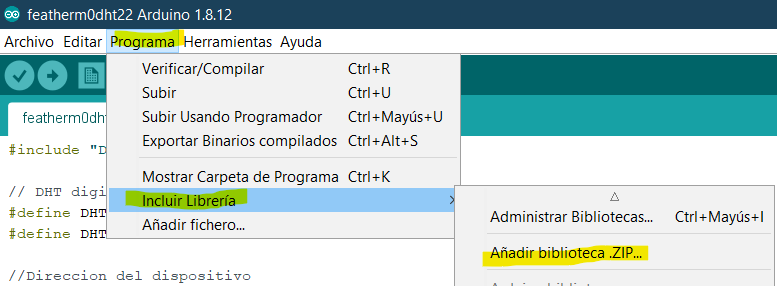 featherm0dht22 Arduino 1.8.12
Archivo Editar Programa Herramientas Ayuda
Verificar/Compilar Ctrl+R
Subir Ctrl+U
Subir Usando Programador Ctrl+Mayús+U
Exportar Binarios compilados Ctrl+Alt+S
Mostrar Carpeta de Programa Ctrl+K
Incluir Librería
Añadir fichero...
Administrar Bibliotecas... Ctrl+Mayús+I
Añadir biblioteca .ZIP...
featherm0dht
#include "D
// DHT digi
#define DHT
#define DHT
//Direccion del dispositivo